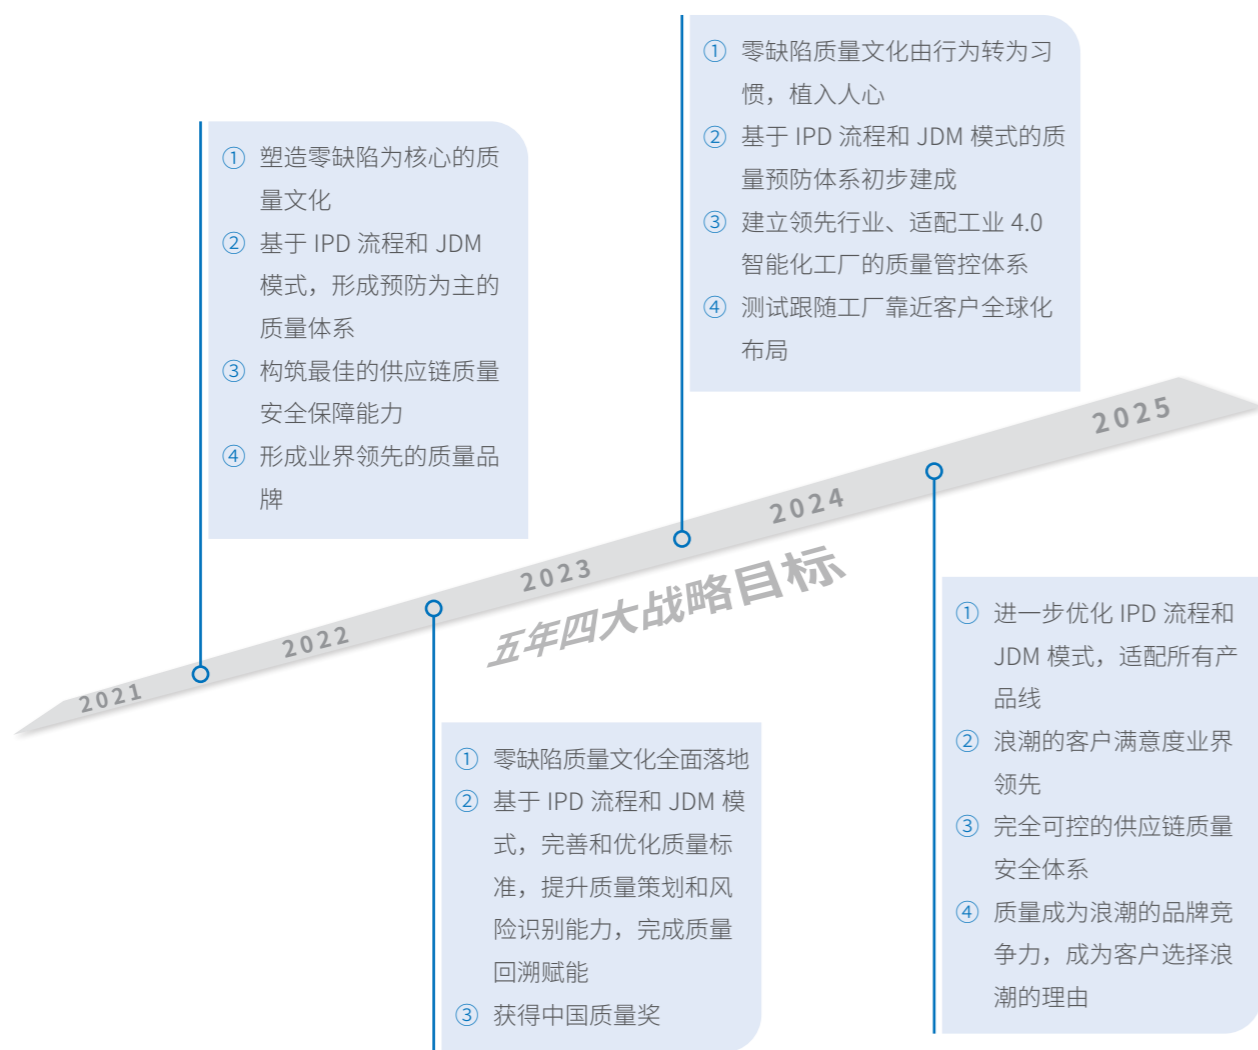 ① 塑造零缺陷为核心的质
量文化
② 基于 IPD 流程和 JDM
模式，形成预防为主的
质量体系
③ 构筑最佳的供应链质量
安全保障能力
④ 形成业界领先的质量品
牌
① 零缺陷质量文化由行为转为习
惯，植入人心
② 基于 IPD 流程和 JDM 模式的质
量预防体系初步建成
③ 建立领先行业、适配工业 4.0
智能化工厂的质量管控体系
④ 测试跟随工厂靠近客户全球化
布局
2021
2022
2023
2024
2025
五年四大战略目标
① 零缺陷质量文化全面落地
② 基于 IPD 流程和 JDM 模
式，完善和优化质量标
准，提升质量策划和风
险识别能力，完成质量
回溯赋能
③ 获得中国质量奖
① 进一步优化 IPD 流程和
JDM 模式，适配所有产
品线
② 浪潮的客户满意度业界
领先
③ 完全可控的供应链质量
安全体系
④ 质量成为浪潮的品牌竞
争力，成为客户选择浪
潮的理由